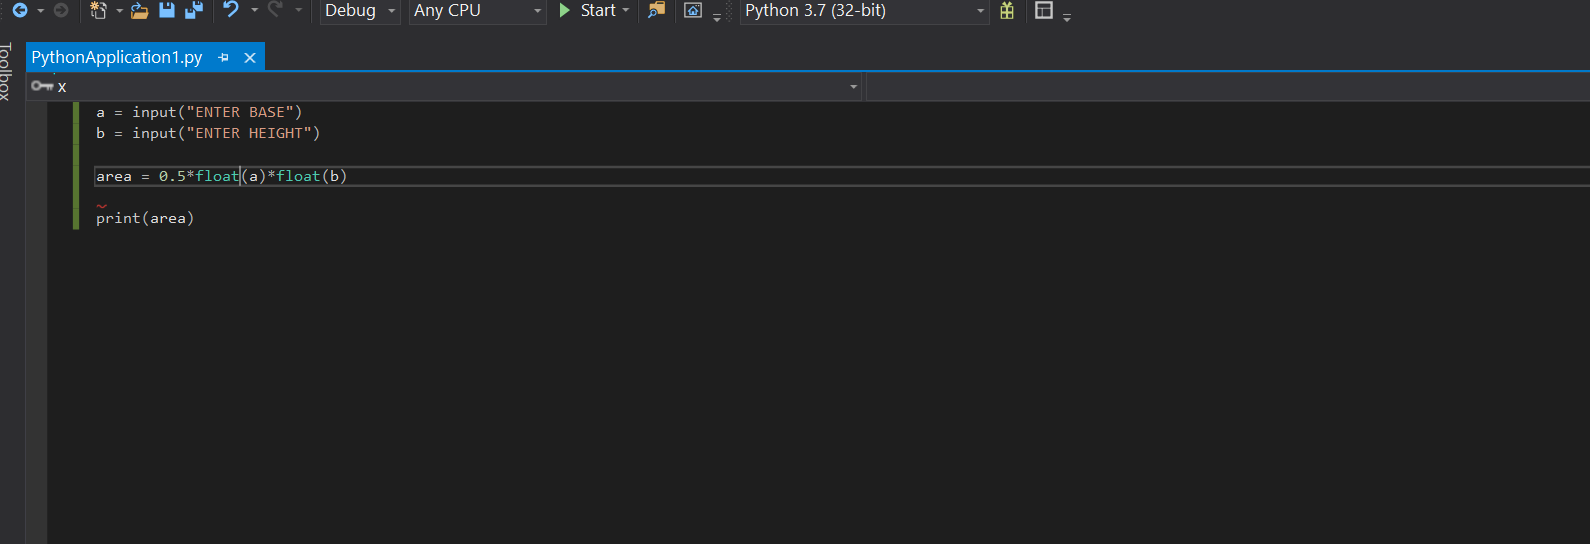 Debug Any CPU Start Python 3.7 (32-bit)
Toolbox
PythonApplication1.py
x
a = input("ENTER BASE")
b = input("ENTER HEIGHT")
area = 0.5*float(a)*float(b)
print(area)